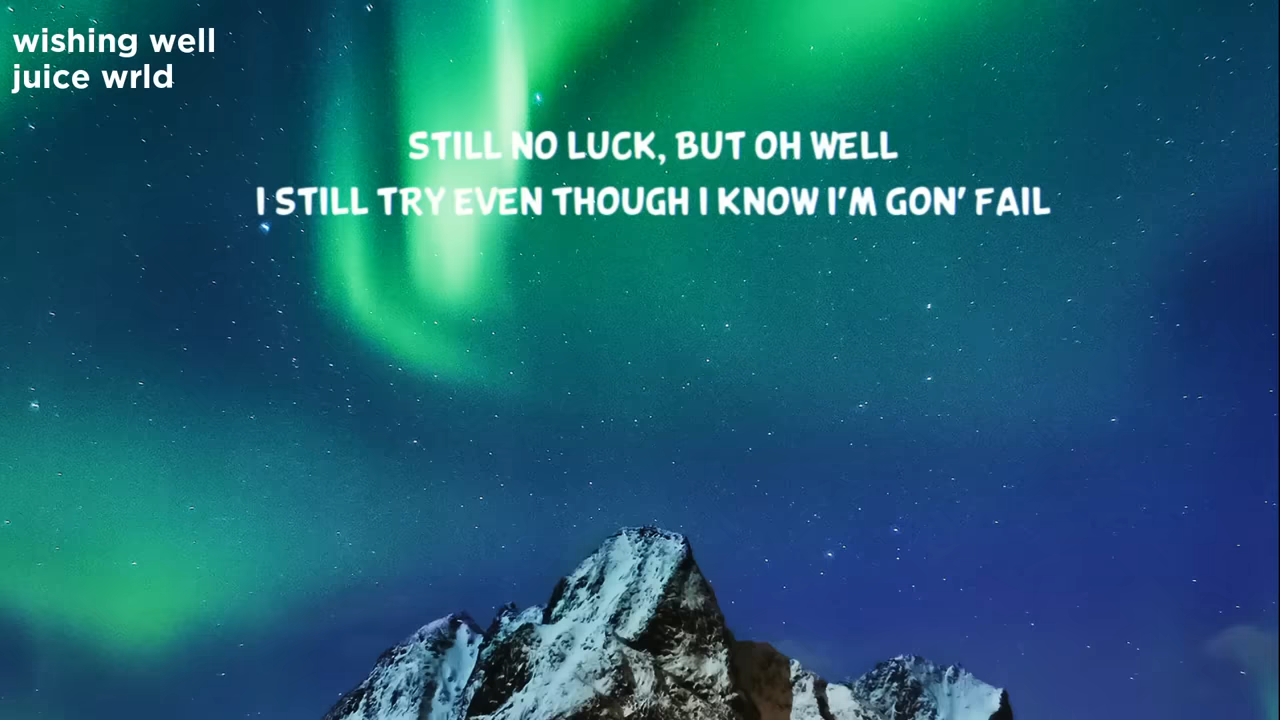 wishing well
juice wrld
STILL NO LUCK, BUT OH WELL
I STILL TRY EVEN THOUGH I KNOW I'M GON' FAIL